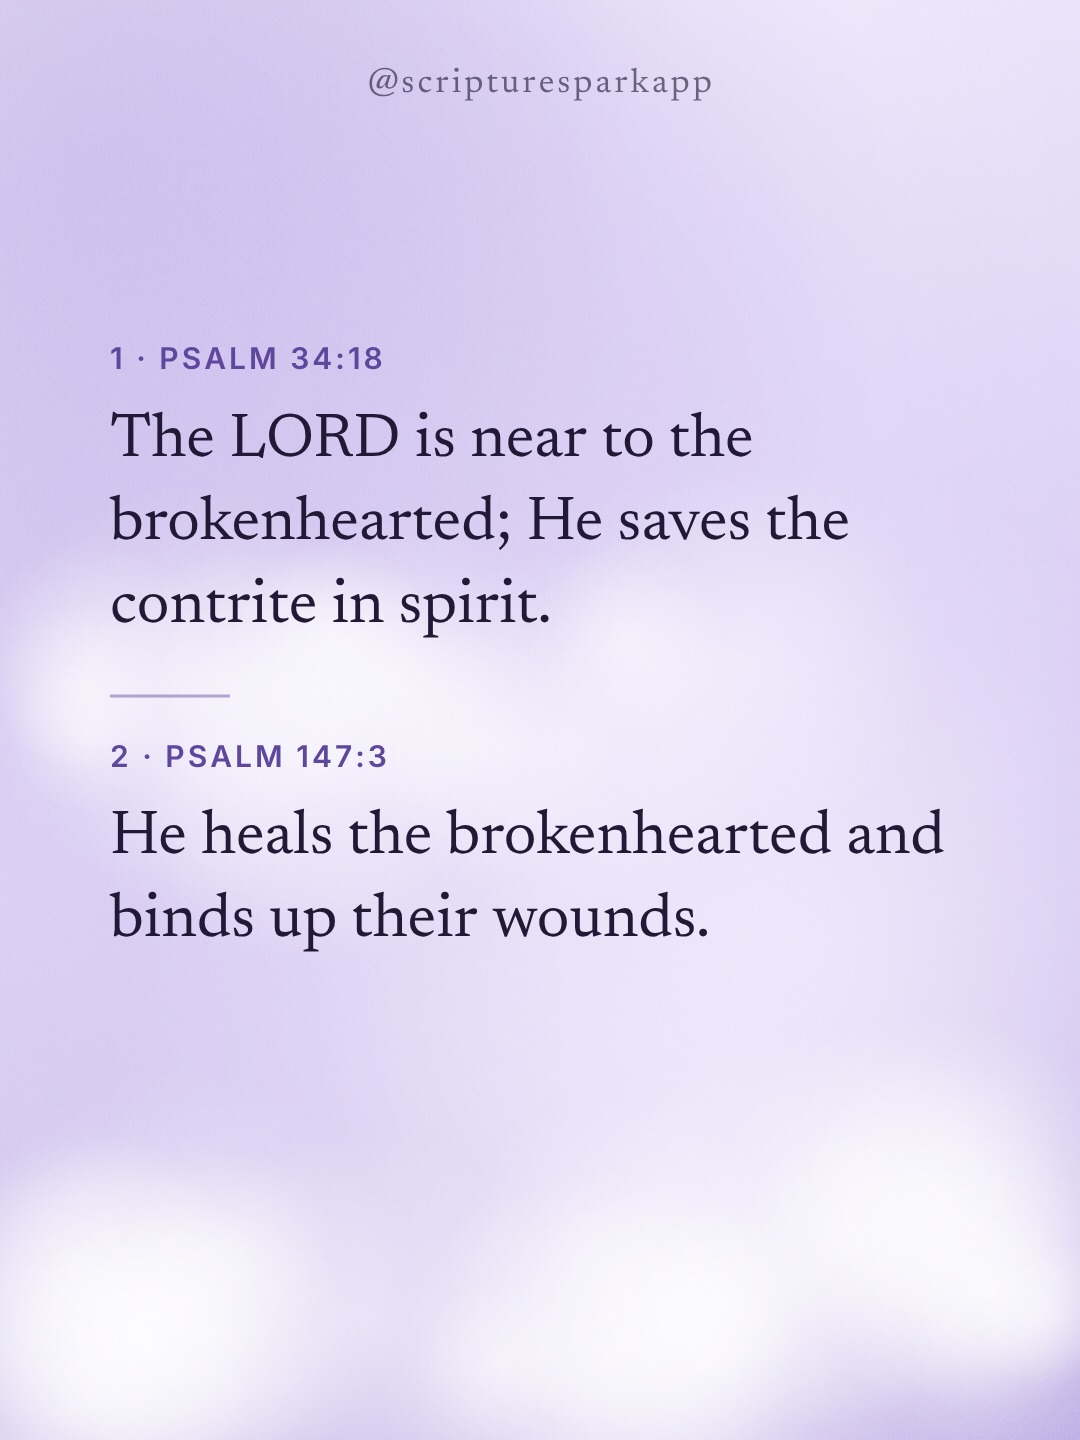 @scripturesparkapp
1 · PSALM 34:18
The LORD is near to the
brokenhearted; He saves the
contrite in spirit.
2 · PSALM 147:3
He heals the brokenhearted and
binds up their wounds.